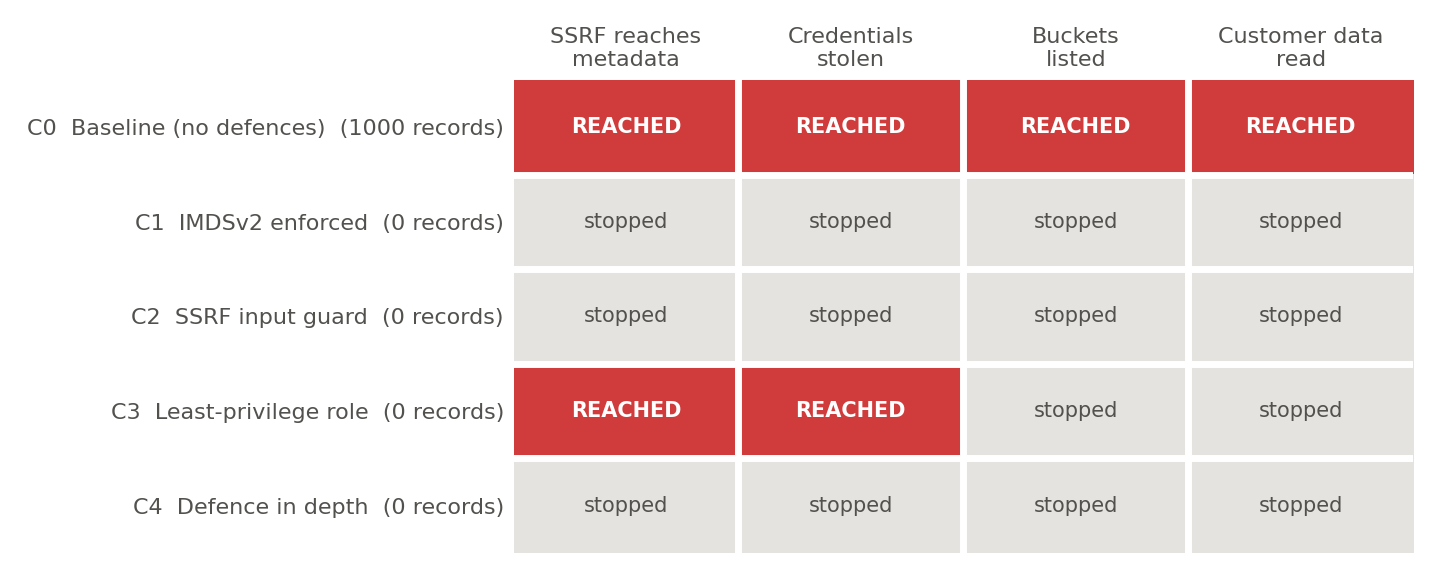 SSRF reaches metadata
Credentials stolen
Buckets listed
Customer data read
C0  Baseline (no defences)  (1000 records)
REACHED REACHED REACHED REACHED
C1  IMDSv2 enforced  (0 records)
stopped stopped stopped stopped
C2  SSRF input guard  (0 records)
stopped stopped stopped stopped
C3  Least-privilege role  (0 records)
REACHED REACHED stopped stopped
C4  Defence in depth  (0 records)
stopped stopped stopped stopped